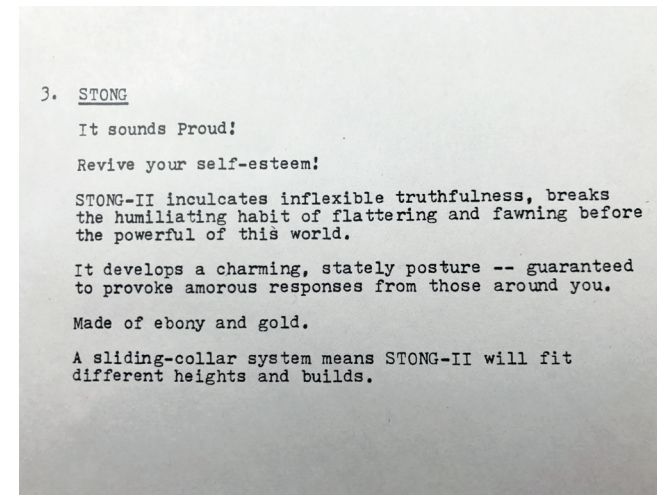 3. STONG
It sounds Proud!
Revive your self-esteem!
STONG-II inculcates inflexible truthfulness, breaks
the humiliating habit of flattering and fawning before
the powerful of this world.
It develops a charming, stately posture -- guaranteed
to provoke amorous responses from those around you.
Made of ebony and gold.
A sliding-collar system means STONG-II will fit
different heights and builds.